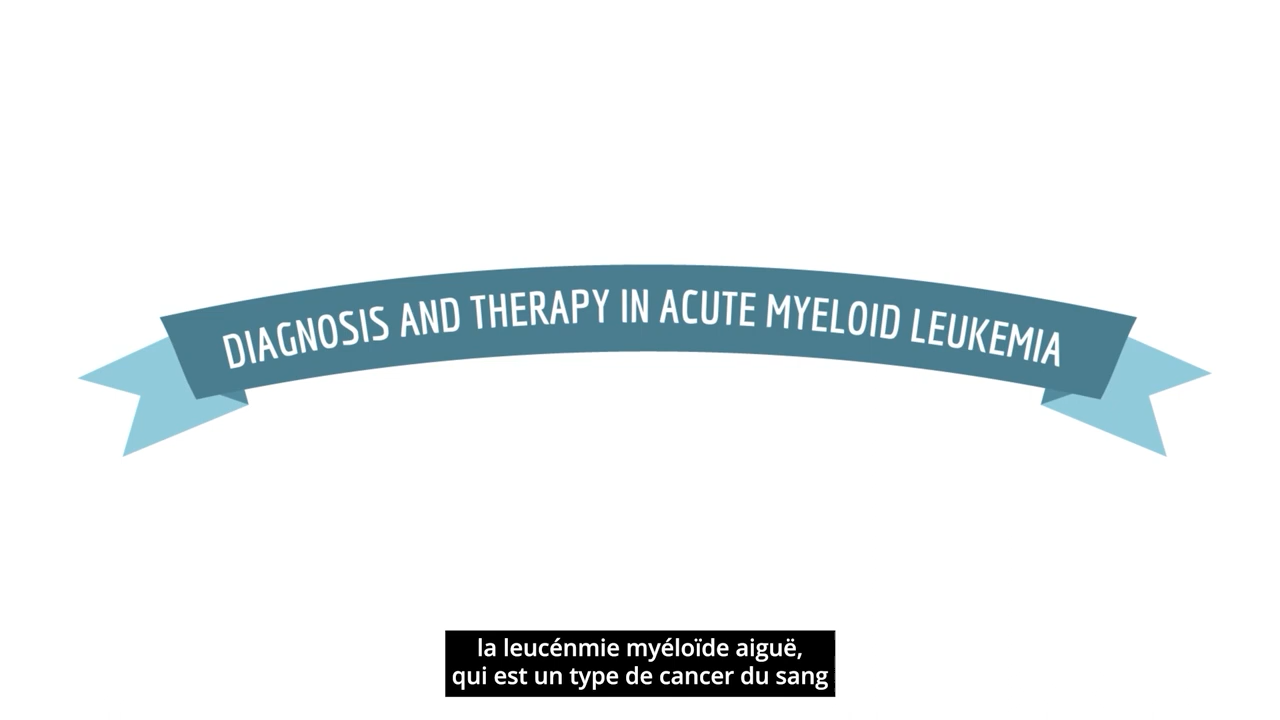 DIAGNOSIS AND THERAPY IN ACUTE MYELOID LEUKEMIA
la leucénmie myéloïde aiguë,
qui est un type de cancer du sang